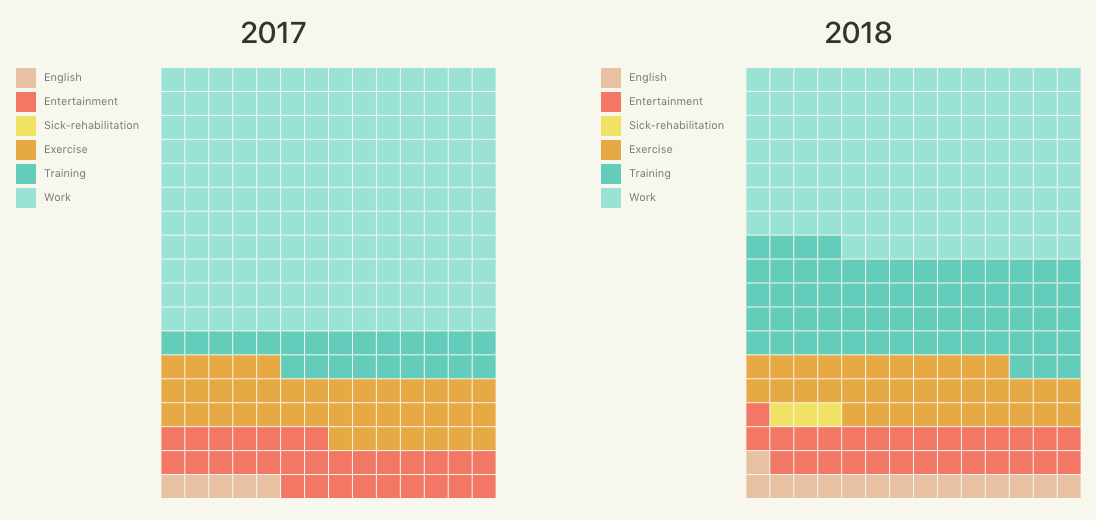 2017
English
Entertainment
Sick-rehabilitation
Exercise
Training
Work
2018
English
Entertainment
Sick-rehabilitation
Exercise
Training
Work